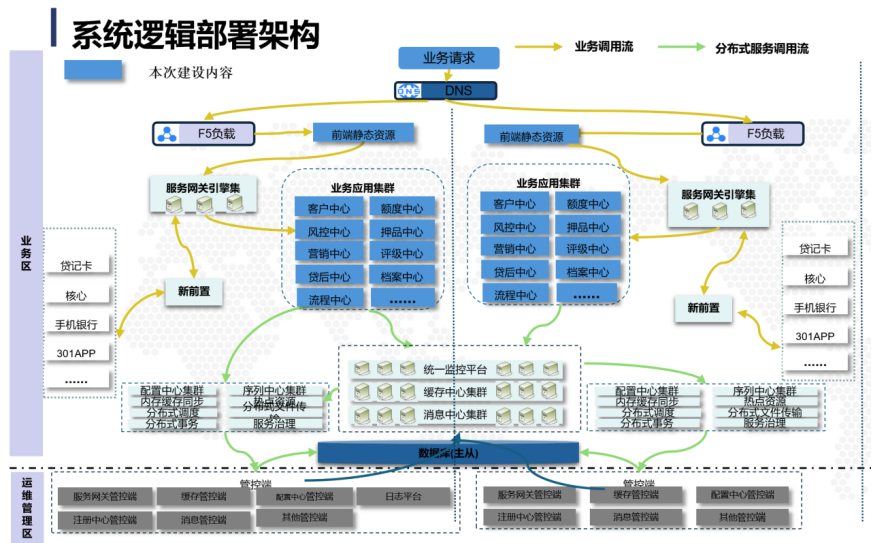 系统逻辑部署架构
本次建设内容
业务请求
业务调用流
分布式服务调用流
DNS
DNS
F5负载
前端静态资源
前端静态资源
F5负载
服务网关引擎集
业务应用集群
客户中心
额度中心
风控中心
押品中心
营销中心
评级中心
贷后中心
档案中心
流程中心
......
业务应用集群
客户中心
额度中心
风控中心
押品中心
营销中心
评级中心
贷后中心
档案中心
流程中心
......
服务网关引擎集
业务区
贷记卡
核心
手机银行
301APP
......
新前置
新前置
贷记卡
核心
手机银行
301APP
......
统一监控平台
缓存中心集群
消息中心集群
配置中心集群
内存缓存同步
分布式调度
分布式事务
序列中心集群
热点资源
分布式文件传输
服务治理
配置中心集群
内存缓存同步
分布式调度
分布式事务
序列中心集群
热点资源
分布式文件传输
服务治理
数据库(主从)
运维管理区
管控端
服务网关管控端
缓存管控端
配置中心管控端
日志平台
注册中心管控端
消息管控端
其他管控端
管控端
服务网关管控端
缓存管控端
配置中心管控端
注册中心管控端
消息管控端
其他管控端